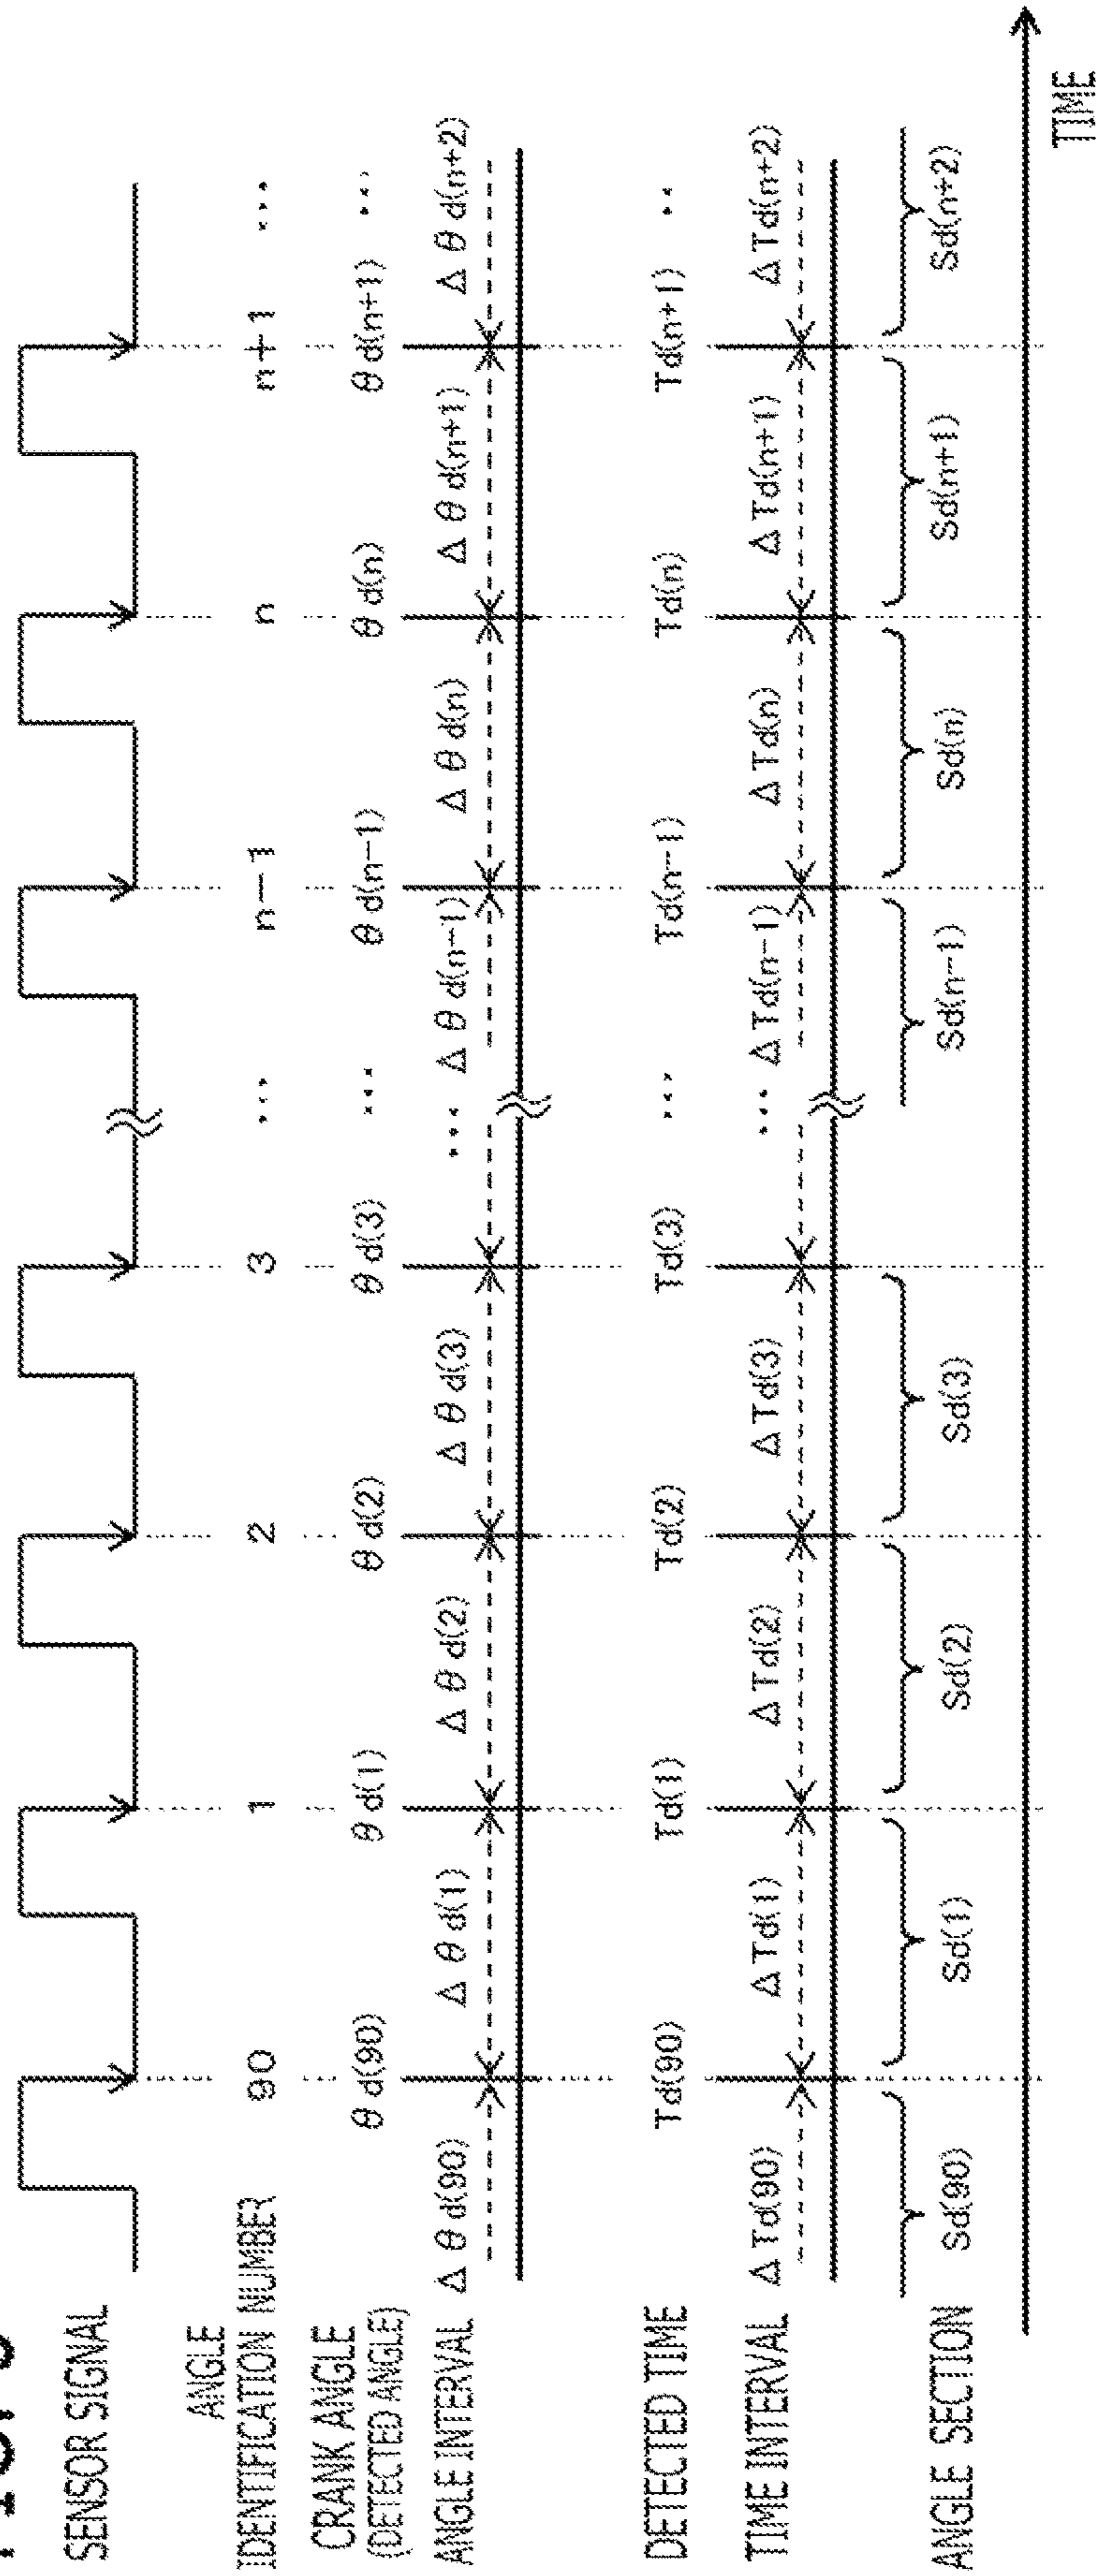 SENSOR SIGNAL
ANGLE
IDENTIFICATION NUMBER 90 1 2 3 ... n-1 n n+1 ...
CRANK ANGLE
(DETECTED ANGLE) θd(90) θd(1) θd(2) θd(3) ... θd(n-1) θd(n) θd(n+1) ...
ANGLE INTERVAL Δθd(90) Δθd(1) Δθd(2) Δθd(3) ... Δθd(n-1) Δθd(n) Δθd(n+1) Δθd(n+2)
DETECTED TIME Td(90) Td(1) Td(2) Td(3) ... Td(n-1) Td(n) Td(n+1) ..
TIME INTERVAL ΔTd(90) ΔTd(1) ΔTd(2) ΔTd(3) ... ΔTd(n-1) ΔTd(n) ΔTd(n+1) ΔTd(n+2)
ANGLE SECTION Sd(90) Sd(1) Sd(2) Sd(3) Sd(n-1) Sd(n) Sd(n+1) Sd(n+2)
TIME